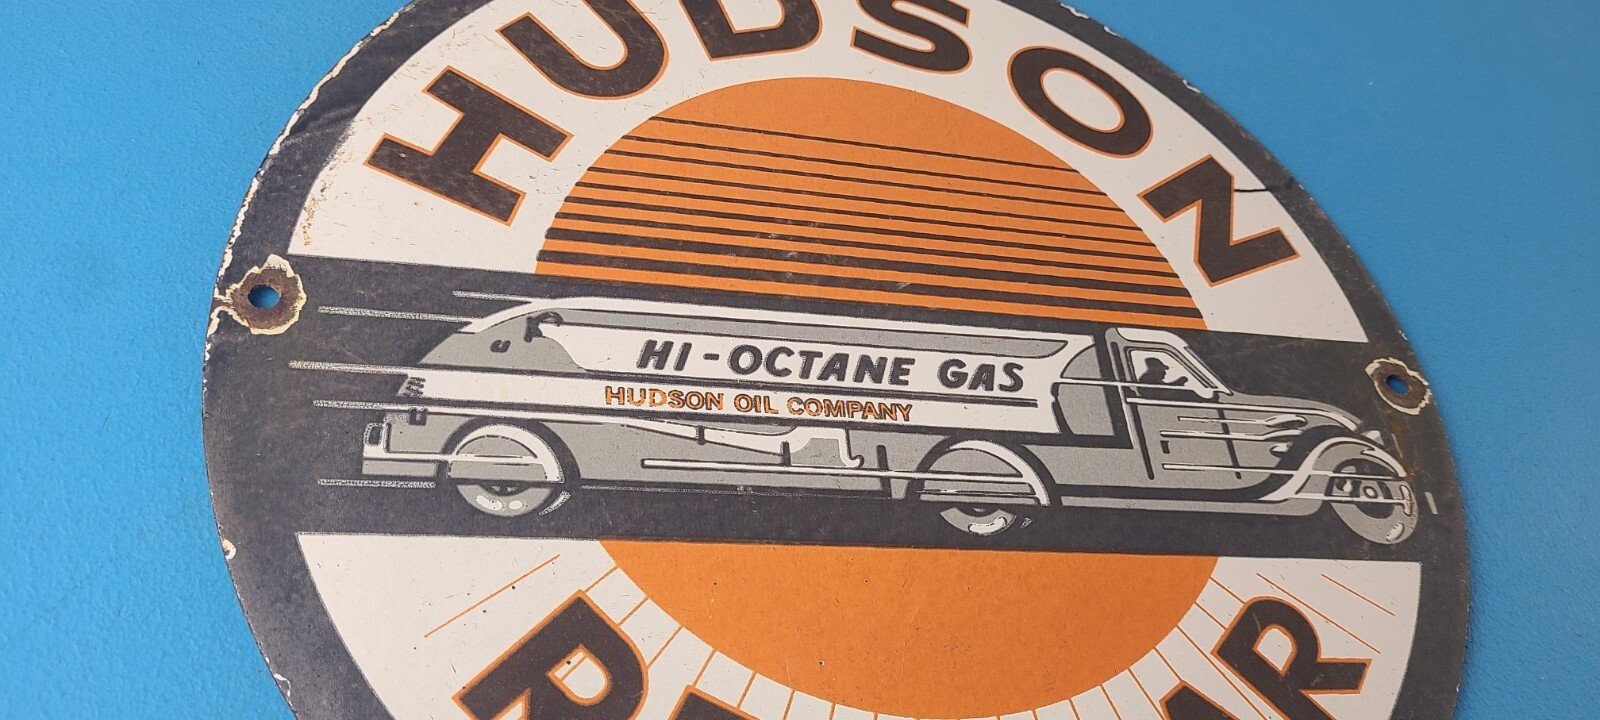 HUDSON
HI-OCTANE GAS
HUDSON OIL COMPANY